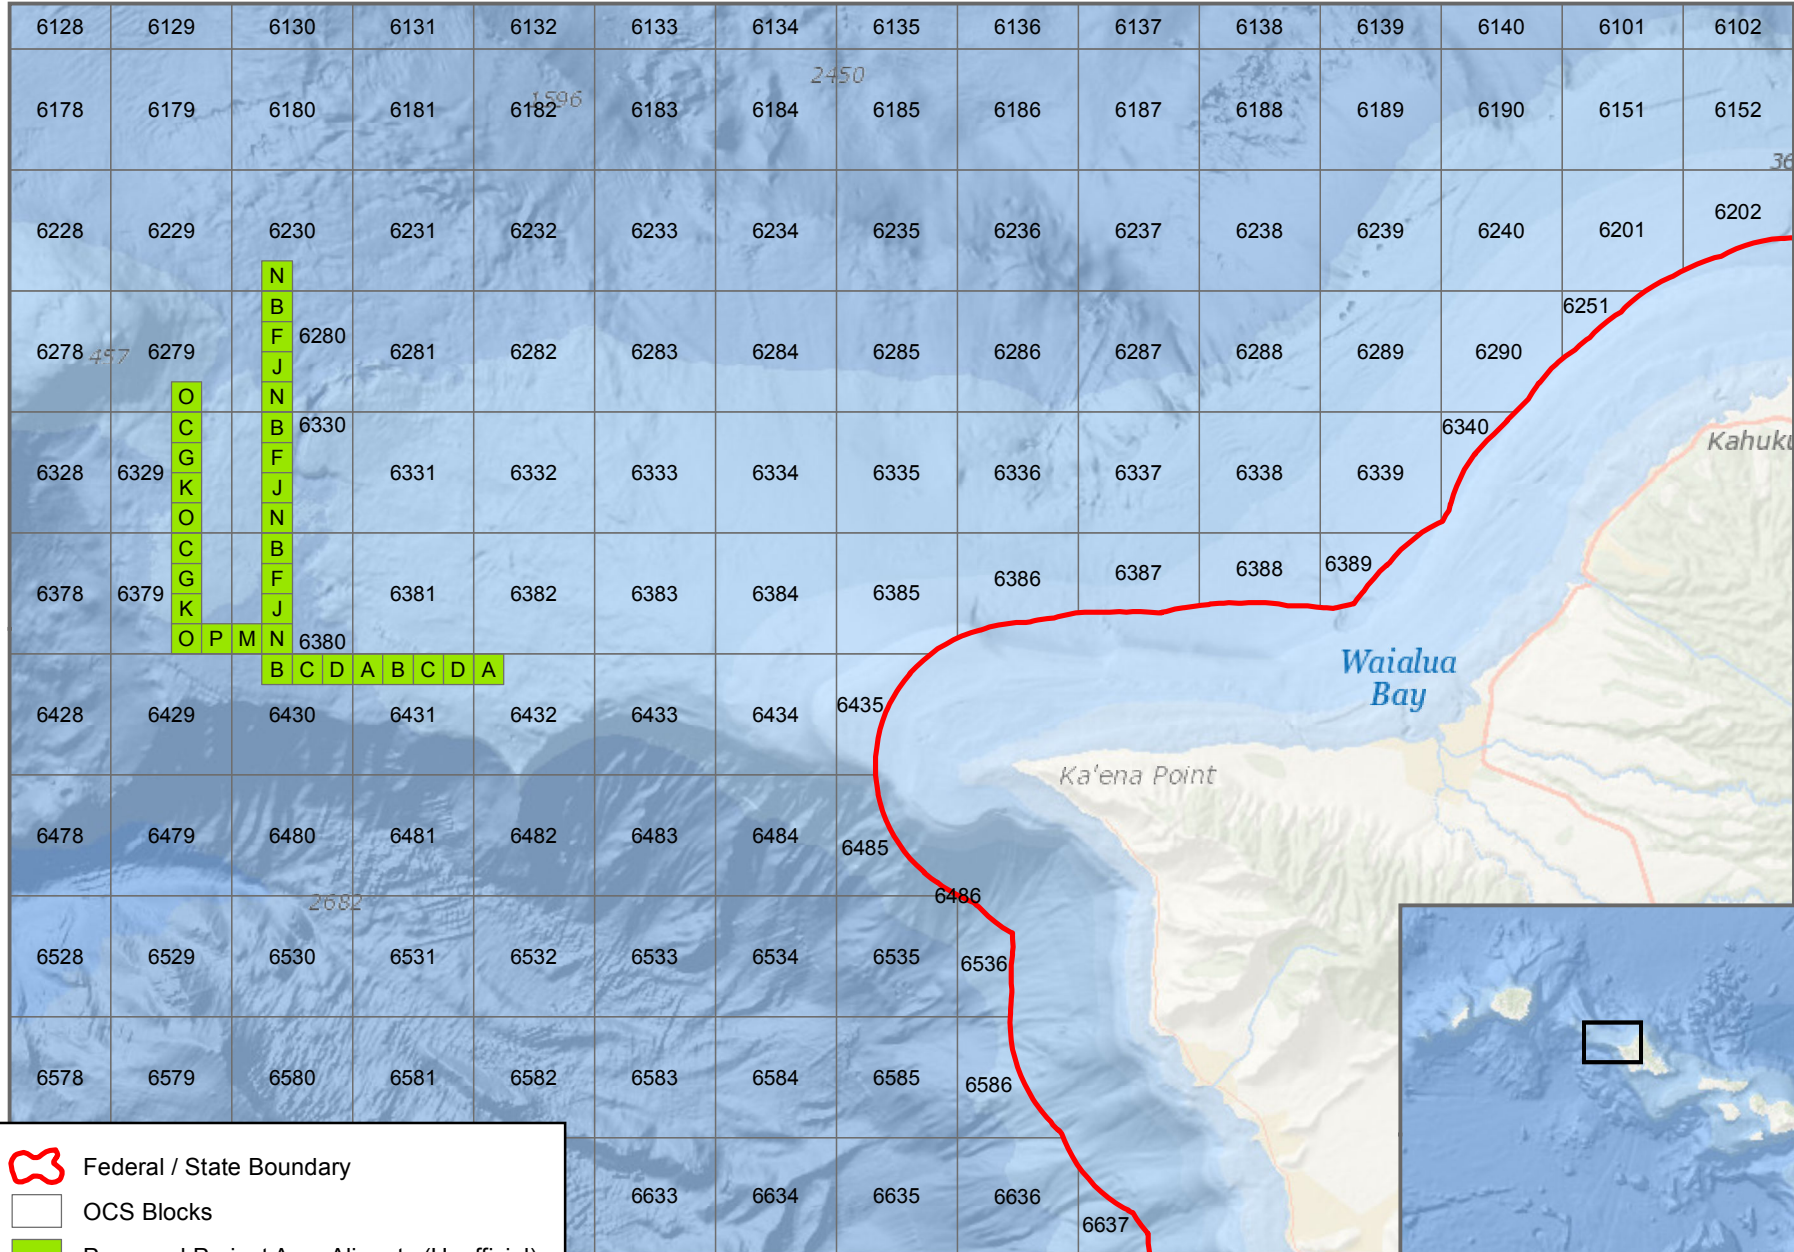 6128 6129 6130 6131 6132 6133 6134 6135 6136 6137 6138 6139 6140 6101 6102
2450
1596
6178 6179 6180 6181 6182 6183 6184 6185 6186 6187 6188 6189 6190 6151 6152
36
6202
6228 6229 6230 6231 6232 6233 6234 6235 6236 6237 6238 6239 6240 6201
N
B 6251
F 6280
6278 457 6279 6281 6282 6283 6284 6285 6286 6287 6288 6289 6290
J
O N
C B 6330 6340
Kahuku
G F
6328 6329 6331 6332 6333 6334 6335 6336 6337 6338 6339
K J
O N
C B
6389
6388
6387
G F 6386
6378 6379 6381 6382 6383 6384 6385
K J
O P M N 6380
Waialua
B C D A B C D A
Bay
6435
6428 6429 6430 6431 6432 6433 6434
Ka'ena Point
6478 6479 6480 6481 6482 6483 6484
6485
6486
2682
6528 6529 6530 6531 6532 6533 6534 6535 6536
6578 6579 6580 6581 6582 6583 6584 6585 6586
Federal / State Boundary
6633 6634 6635 6636
OCS Blocks
6637